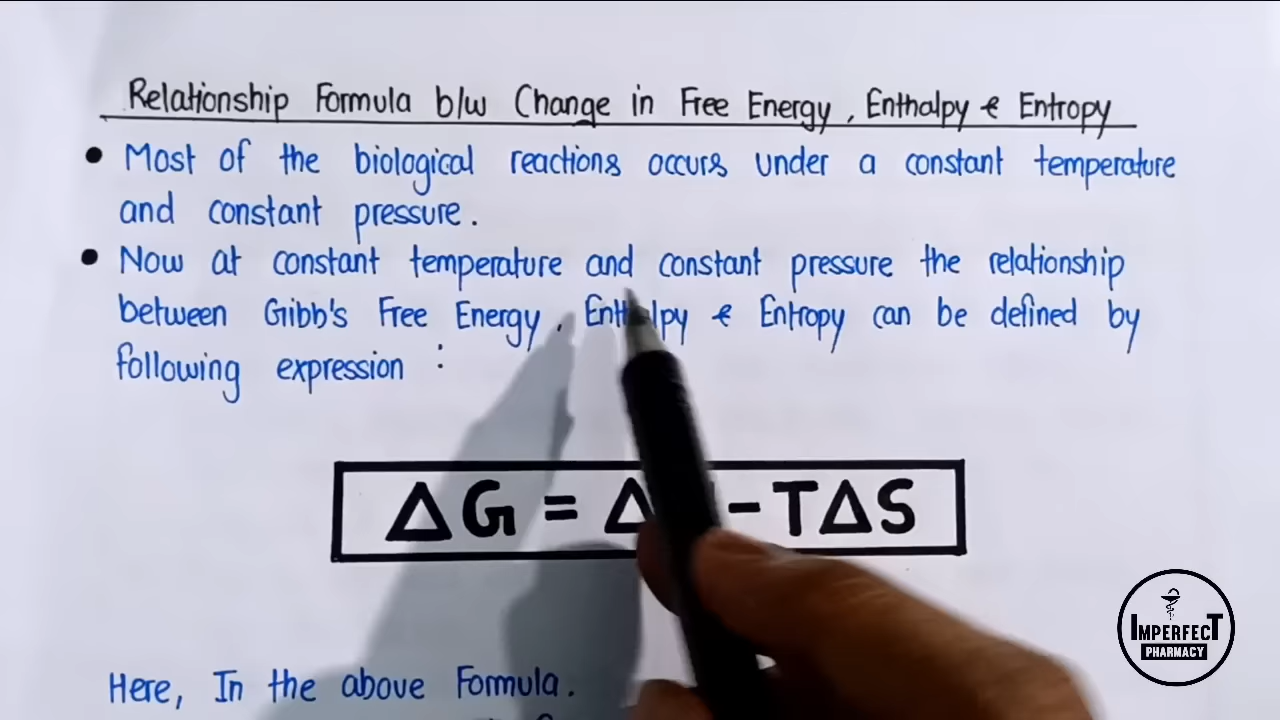 Relationship Formula b/w Change in Free Energy, Enthalpy & Entropy
• Most of the biological reactions occurs under a constant temperature
and constant pressure.
• Now at constant temperature and constant pressure the relationship
between Gibb's Free Energy, Enthalpy & Entropy can be defined by
following expression :
ΔG = Δ - TΔS
Here, In the above Formula.
IMPERFECT
PHARMACY